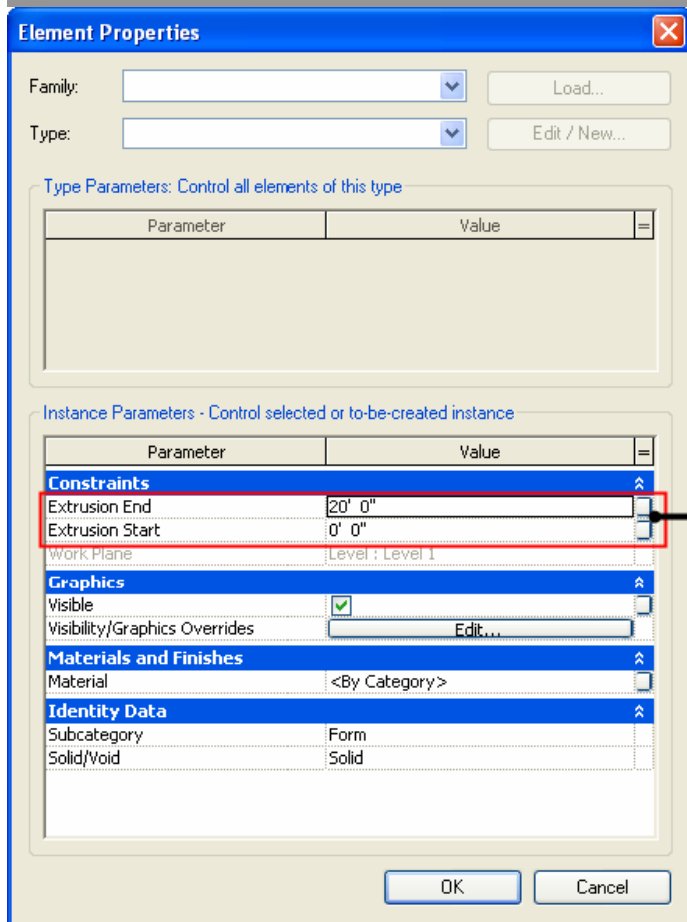 Element Properties
Family: Load...
Type: Edit / New...
Type Parameters: Control all elements of this type
Parameter Value =
Instance Parameters - Control selected or to-be-created instance
Parameter Value =
Constraints
Extrusion End 20' 0"
Extrusion Start 0' 0"
Work Plane Level : Level 1
Graphics
Visible
Visibility/Graphics Overrides Edit...
Materials and Finishes
Material <By Category>
Identity Data
Subcategory Form
Solid/Void Solid
OK Cancel